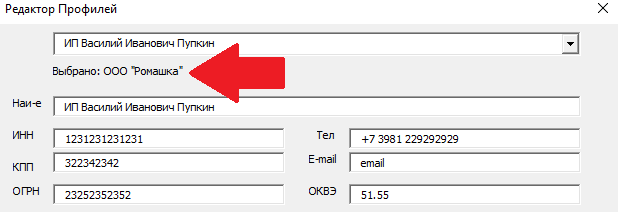 Редактор Профилей
ИП Василий Иванович Пупкин
Выбрано: ООО "Ромашка"
Наи-е ИП Василий Иванович Пупкин
ИНН 1231231231231 Тел +7 3981 229292929
КПП 322342342 E-mail email
ОГРН 23252352352 ОКВЭ 51.55